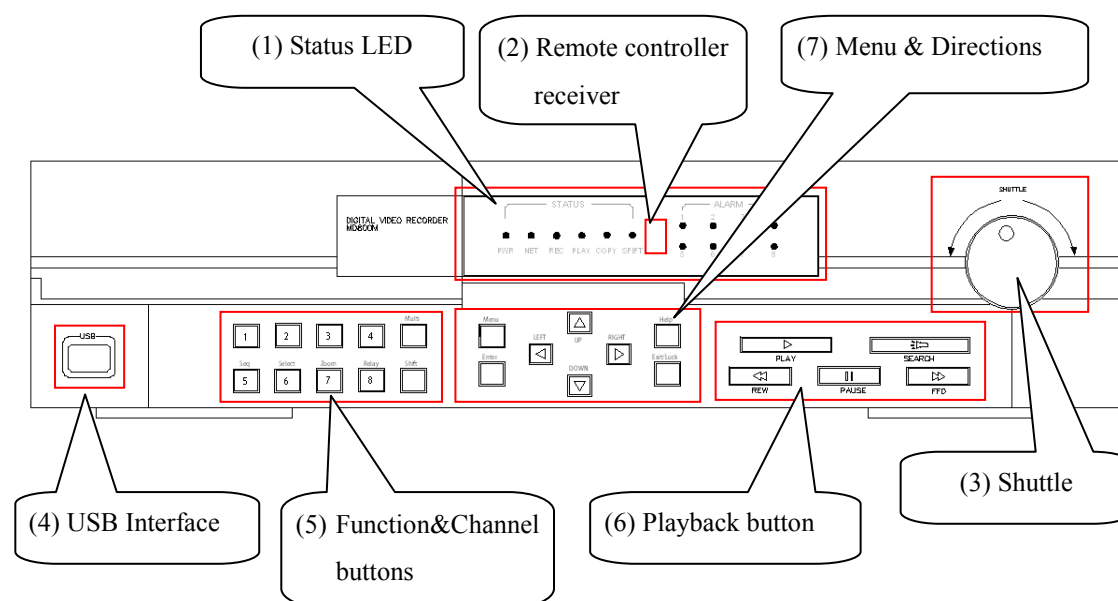 (1) Status LED
(2) Remote controller
receiver
(7) Menu & Directions
SHUTTLE
STATUS
ALARM
DIGITAL VIDEO RECORDER
MD800M
2
PWR NET REC PLAY COPY
5 6 8
USB
1 2 3 4 Multi
Seq Select Zoom Relay Shift
5 6 7 8
Menu
Enter
LEFT
UP
RIGHT
DOWN
Help
Exit/Lock
PLAY
SEARCH
REW
PAUSE
FFD
(3) Shuttle
(4) USB Interface
(5) Function&Channel
buttons
(6) Playback button